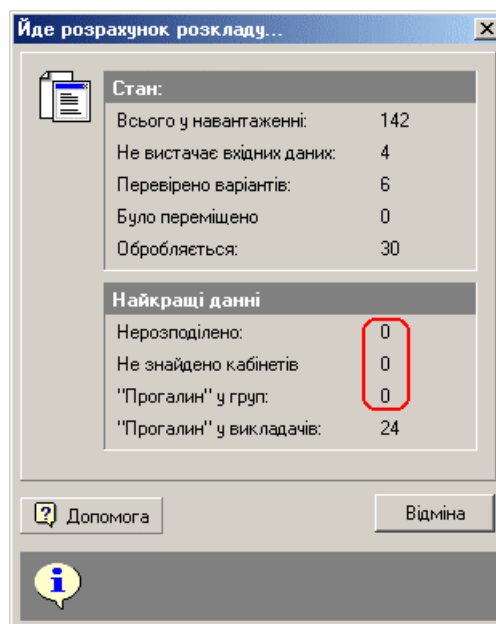 Йде розрахунок розкладу...
Стан:
Всього у навантаженні: 142
Не вистачає вхідних даних: 4
Перевірено варіантів: 6
Було переміщено 0
Обробляється: 30
Найкращі данні
Нерозподілено: 0
Не знайдено кабінетів 0
"Прогалин" у груп: 0
"Прогалин" у викладачів: 24
Допомога
Відміна